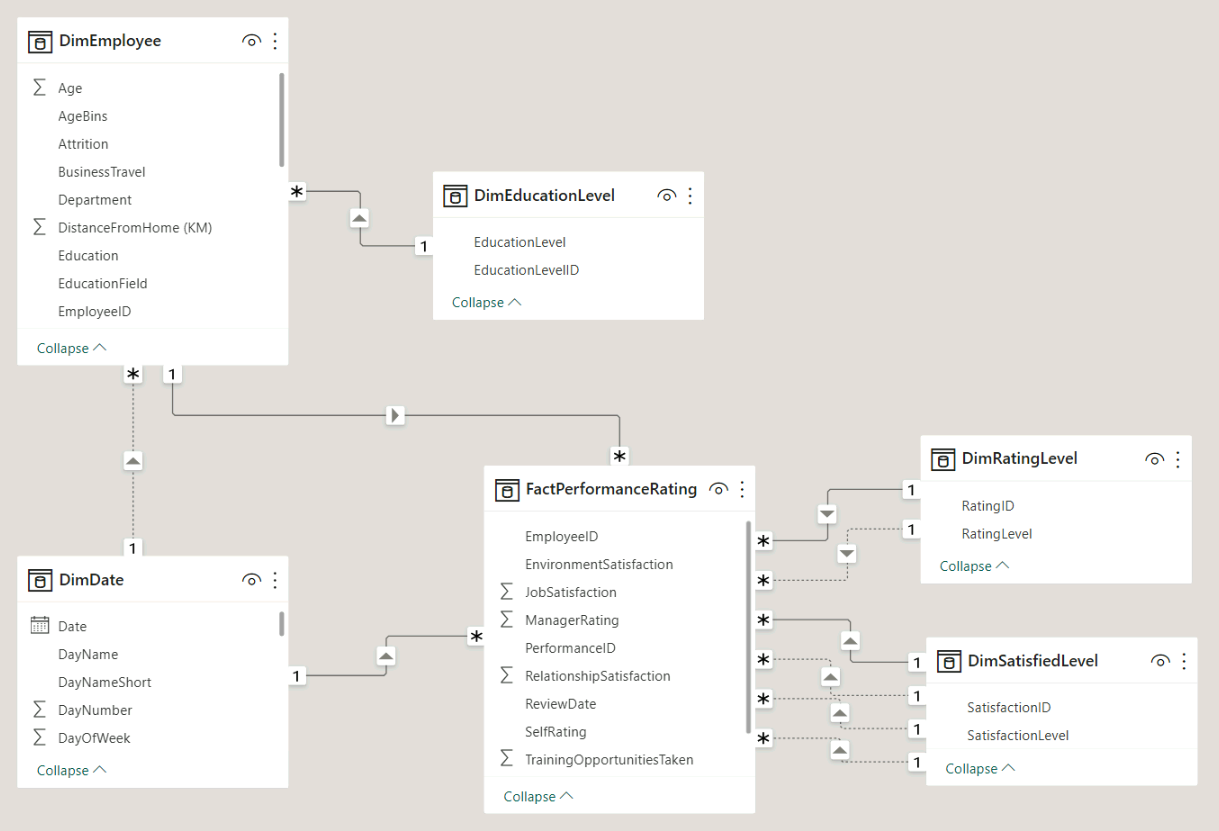 DimEmployee
Age
AgeBins
Attrition
BusinessTravel
Department
DistanceFromHome (KM)
Education
EducationField
EmployeeID
Collapse
*
1
DimEducationLevel
EducationLevel
EducationLevelID
Collapse
*
1
*
1
DimDate
Date
DayName
DayNameShort
DayNumber
DayOfWeek
Collapse
1
*
*
FactPerformanceRating
EmployeeID
EnvironmentSatisfaction
JobSatisfaction
ManagerRating
PerformanceID
RelationshipSatisfaction
ReviewDate
SelfRating
TrainingOpportunitiesTaken
Collapse
*
*
*
*
*
*
1
1
DimRatingLevel
RatingID
RatingLevel
Collapse
1
1
1
1
DimSatisfiedLevel
SatisfactionID
SatisfactionLevel
Collapse